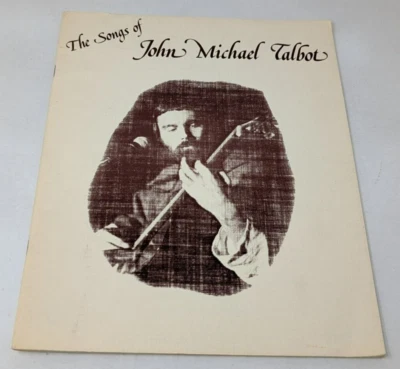 The Songs of
John Michael Talbot